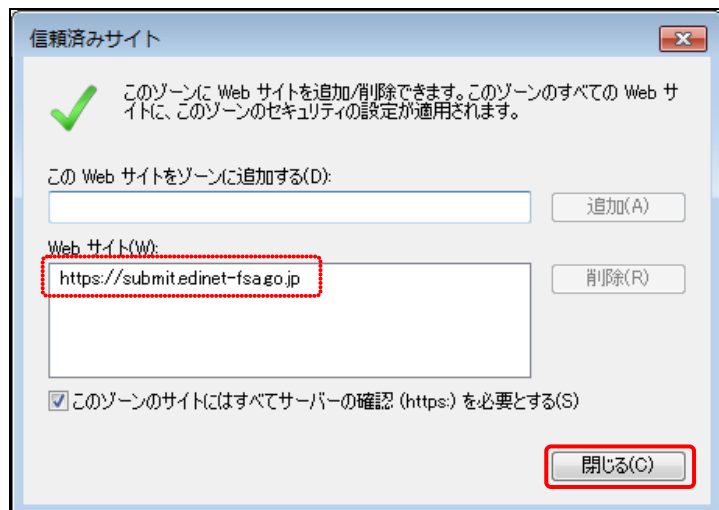 信頼済みサイト
このゾーンに Web サイトを追加/削除できます。このゾーンのすべての Web サ
イトに、このゾーンのセキュリティの設定が適用されます。
この Web サイトをゾーンに追加する(D):
追加(A)
Web サイト(W):
https://submit.edinet-fsa.go.jp
削除(R)
このゾーンのサイトにはすべてサーバーの確認 (https:) を必要とする(S)
閉じる(C)